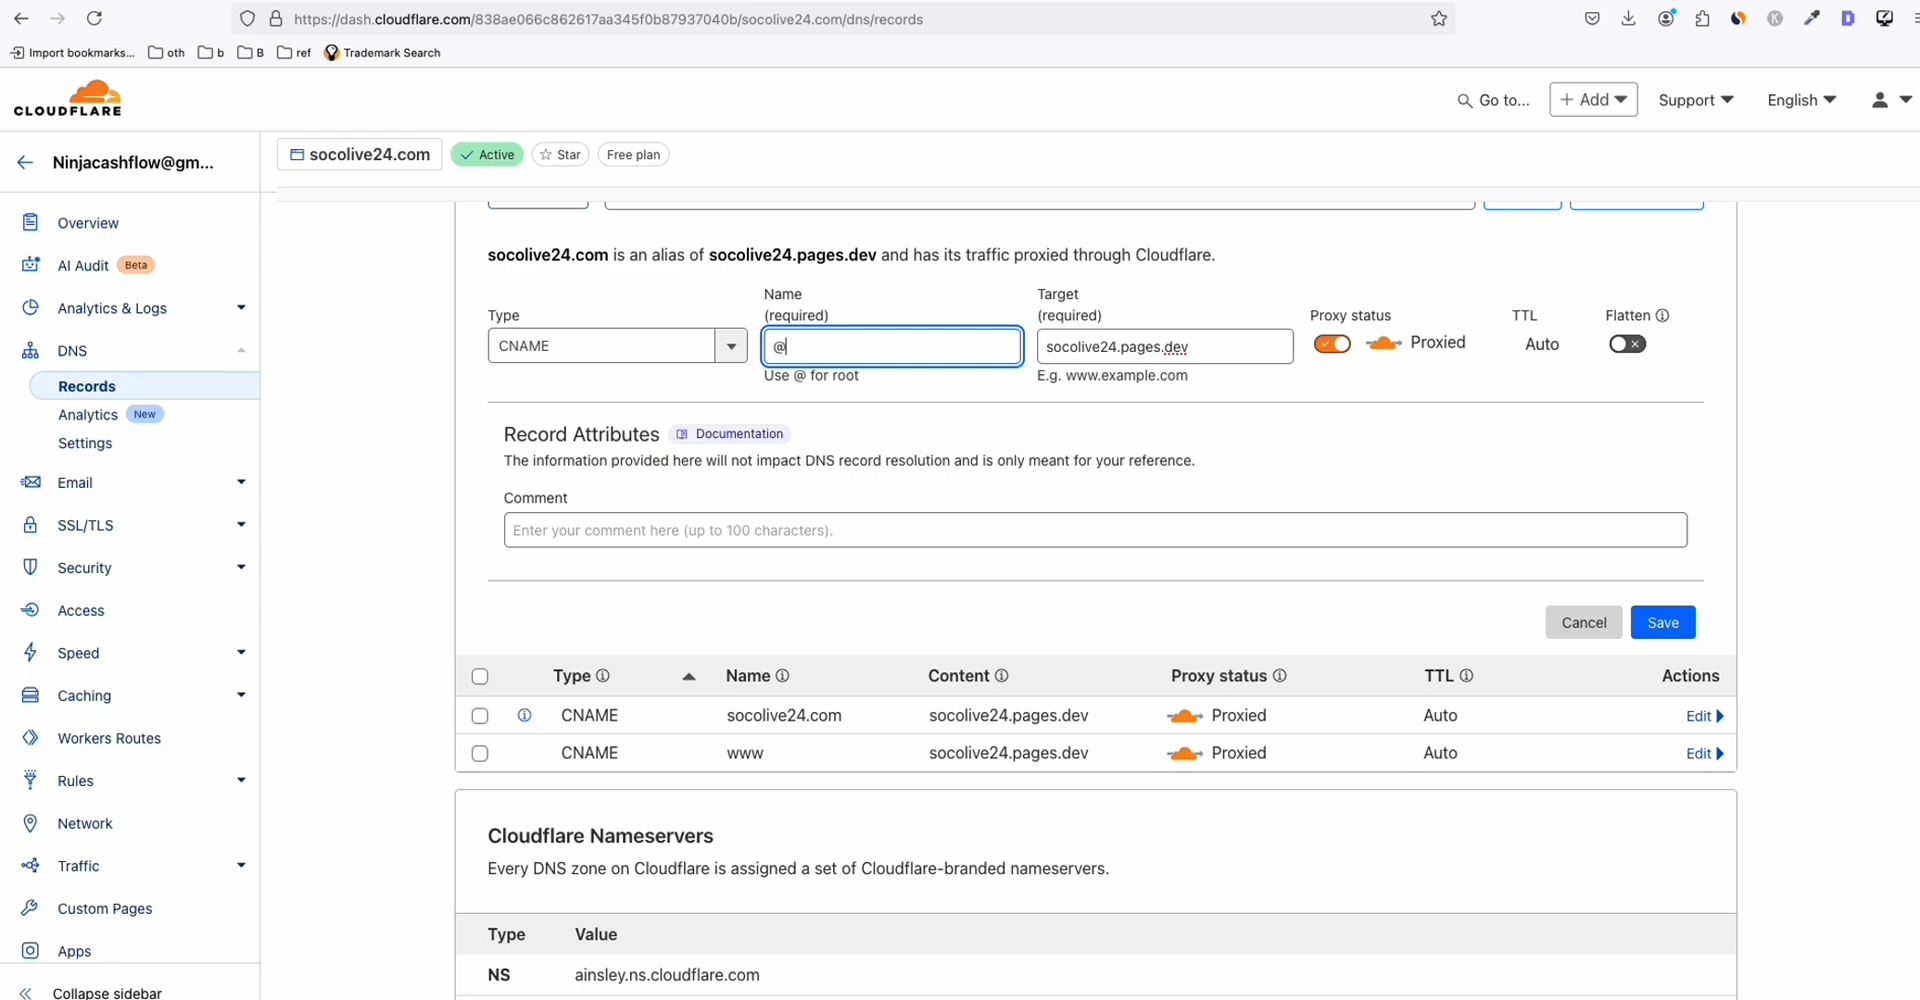 https://dash.cloudflare.com/838ae066c862617aa345f0b87937040b/socolive24.com/dns/records
K
D
Import bookmarks... oth b B ref Trademark Search
CLOUDFLARE
Go to... + Add Support English
Ninjacashflow@gm... socolive24.com Active Star Free plan
Overview
AI Audit Beta
Analytics & Logs
DNS
Records
Analytics New
Settings
Email
SSL/TLS
Security
Access
Speed
Caching
Workers Routes
Rules
Network
Traffic
Custom Pages
Apps
Collapse sidebar
socolive24.com is an alias of socolive24.pages.dev and has its traffic proxied through Cloudflare.
Type
Name
(required)
Target
(required)
Proxy status TTL Flatten
CNAME @ socolive24.pages.dev Proxied Auto
Use @ for root E.g. www.example.com
Record Attributes Documentation
The information provided here will not impact DNS record resolution and is only meant for your reference.
Comment
Enter your comment here (up to 100 characters).
Cancel Save
Type Name Content Proxy status TTL Actions
CNAME socolive24.com socolive24.pages.dev Proxied Auto Edit
CNAME www socolive24.pages.dev Proxied Auto Edit
Cloudflare Nameservers
Every DNS zone on Cloudflare is assigned a set of Cloudflare-branded nameservers.
Type Value
NS ainsley.ns.cloudflare.com